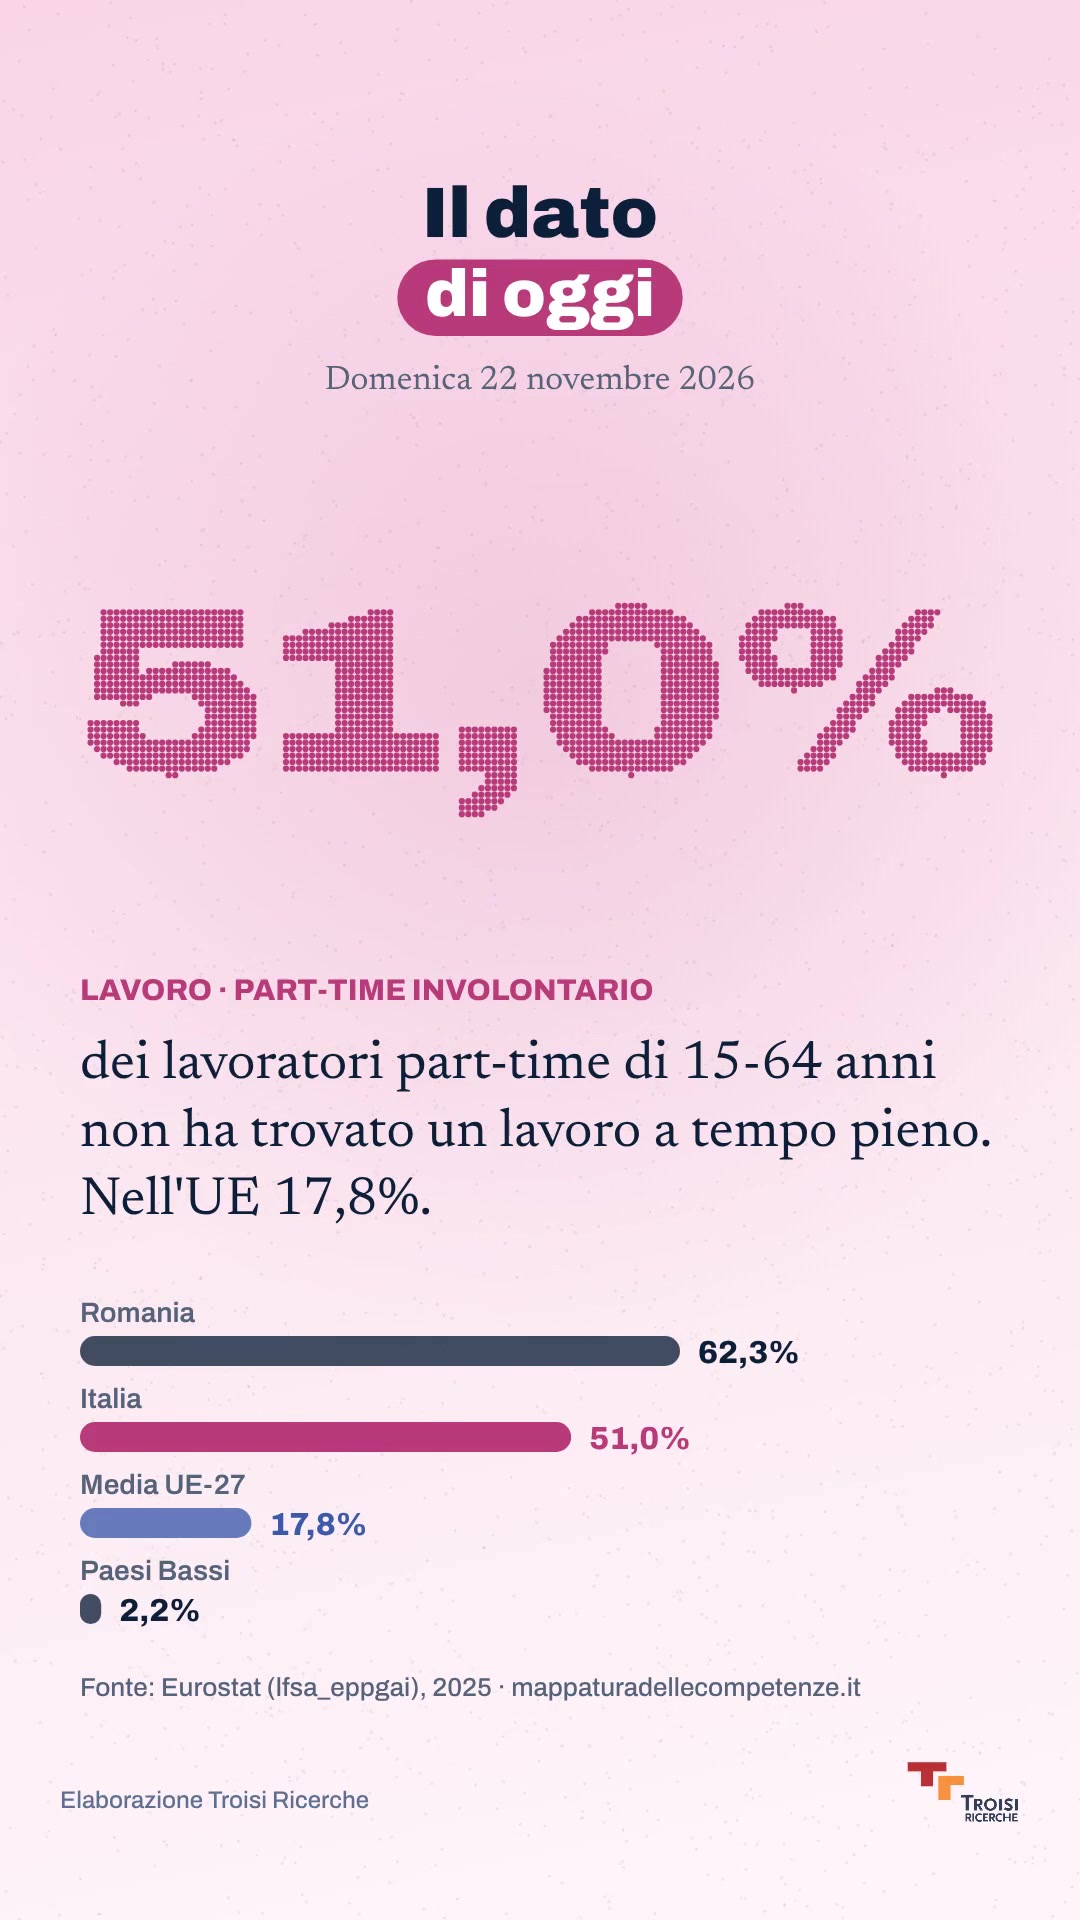 Il dato
di oggi
Domenica 22 novembre 2026
51,0%
LAVORO · PART-TIME INVOLONTARIO
dei lavoratori part-time di 15-64 anni
non ha trovato un lavoro a tempo pieno.
Nell'UE 17,8%.
Romania
62,3%
Italia
51,0%
Media UE-27
17,8%
Paesi Bassi
2,2%
Fonte: Eurostat (lfsa_eppgai), 2025 · mappaturadellecompetenze.it
Elaborazione Troisi Ricerche
TROISI
RICERCHE